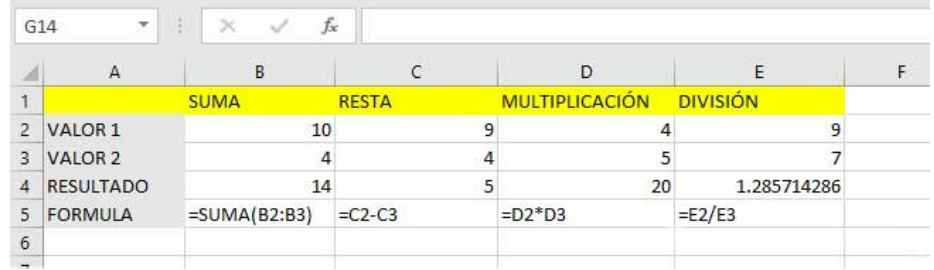 G14 fx
A B C D E F
1 SUMA RESTA MULTIPLICACIÓN DIVISIÓN
2 VALOR 1 10 9 4 9
3 VALOR 2 4 4 5 7
4 RESULTADO 14 5 20 1.285714286
5 FORMULA =SUMA(B2:B3) =C2-C3 =D2*D3 =E2/E3
6